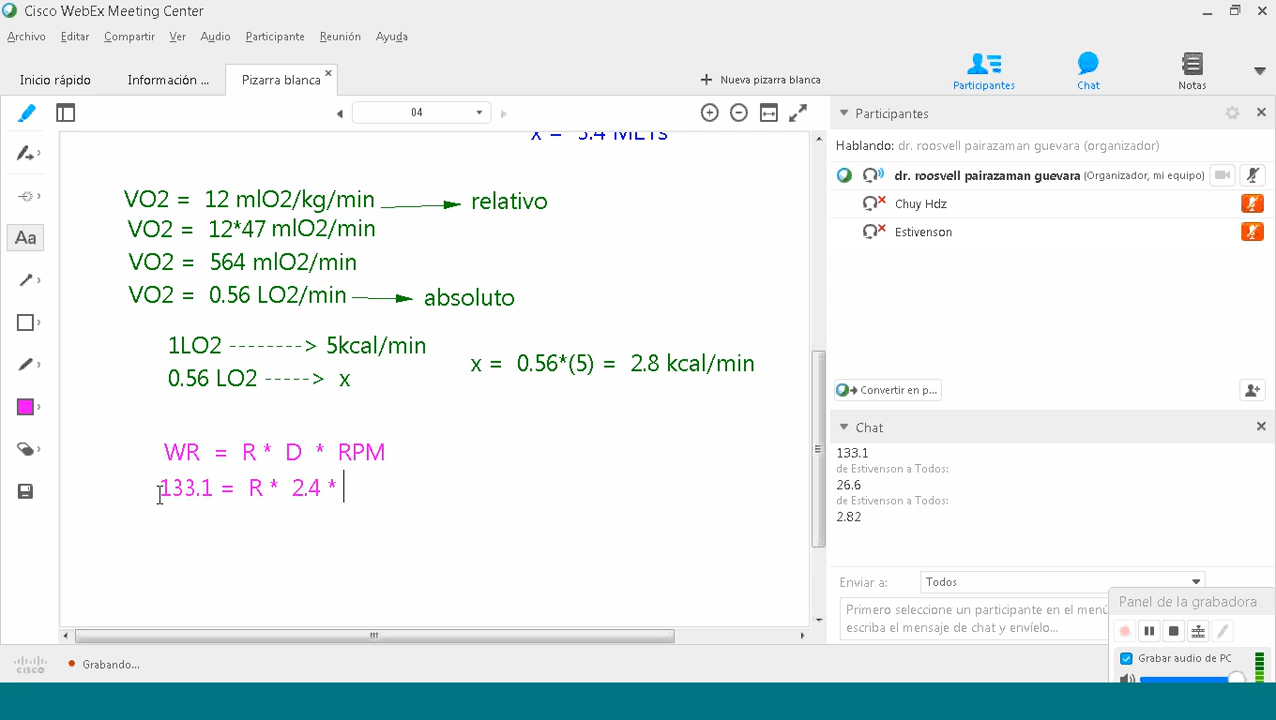 Cisco WebEx Meeting Center
Archivo Editar Compartir Ver Audio Participante Reunión Ayuda
Participantes Chat Notas
Inicio rápido Información ... Pizarra blanca Nueva pizarra blanca
04
x = 3.4 METs
VO2 = 12 mlO2/kg/min relativo
VO2 = 12*47 mlO2/min
VO2 = 564 mlO2/min
VO2 = 0.56 LO2/min absoluto
1LO2 --------> 5kcal/min
x = 0.56*(5) = 2.8 kcal/min
0.56 LO2 -----> x
WR = R * D * RPM
133.1 = R * 2.4 *
Aa
Participantes
Hablando: dr. roosvell pairazaman guevara (organizador)
dr. roosvell pairazaman guevara (Organizador, mi equipo)
Chuy Hdz
Estivenson
Convertir en p...
Chat
133.1
de Estivenson a Todos:
26.6
de Estivenson a Todos:
2.82
Enviar a: Todos
Primero seleccione un participante en el menú
escriba el mensaje de chat y envíelo...
Panel de la grabadora
Grabar audio de PC
cisco
Grabando...